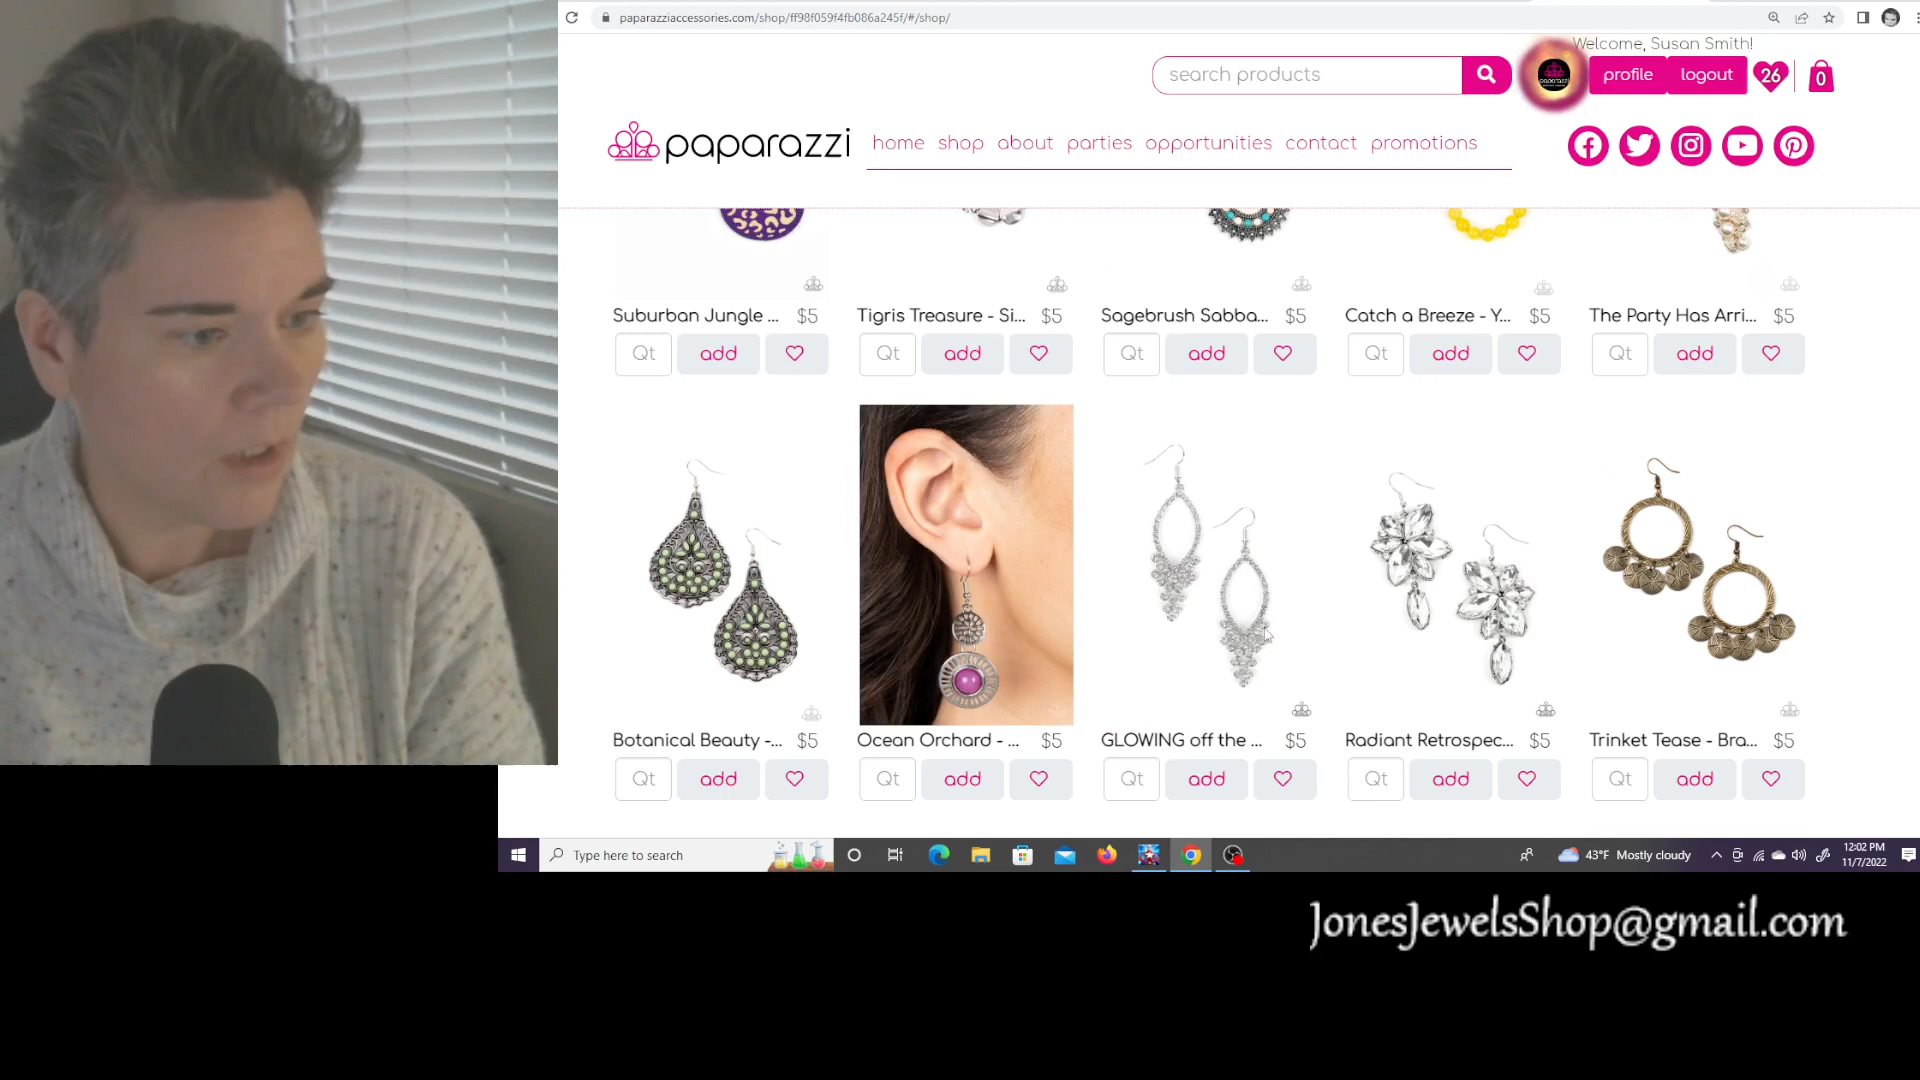 paparazziaccessories.com/shop/ff98f059f4fb086a245f/#/shop/
Welcome, Susan Smith!
search products
profile
logout
26
0
paparazzi
home shop about parties opportunities contact promotions
Suburban Jungle ... $5
Tigris Treasure - Si... $5
Sagebrush Sabba... $5
Catch a Breeze - Y... $5
The Party Has Arri... $5
Qt add
Qt add
Qt add
Qt add
Qt add
Botanical Beauty -... $5
Ocean Orchard - ... $5
GLOWING off the ... $5
Radiant Retrospec... $5
Trinket Tease - Bra... $5
Qt add
Qt add
Qt add
Qt add
Qt add
Type here to search
43°F Mostly cloudy
12:02 PM
11/7/2022
JonesJewelsShop@gmail.com